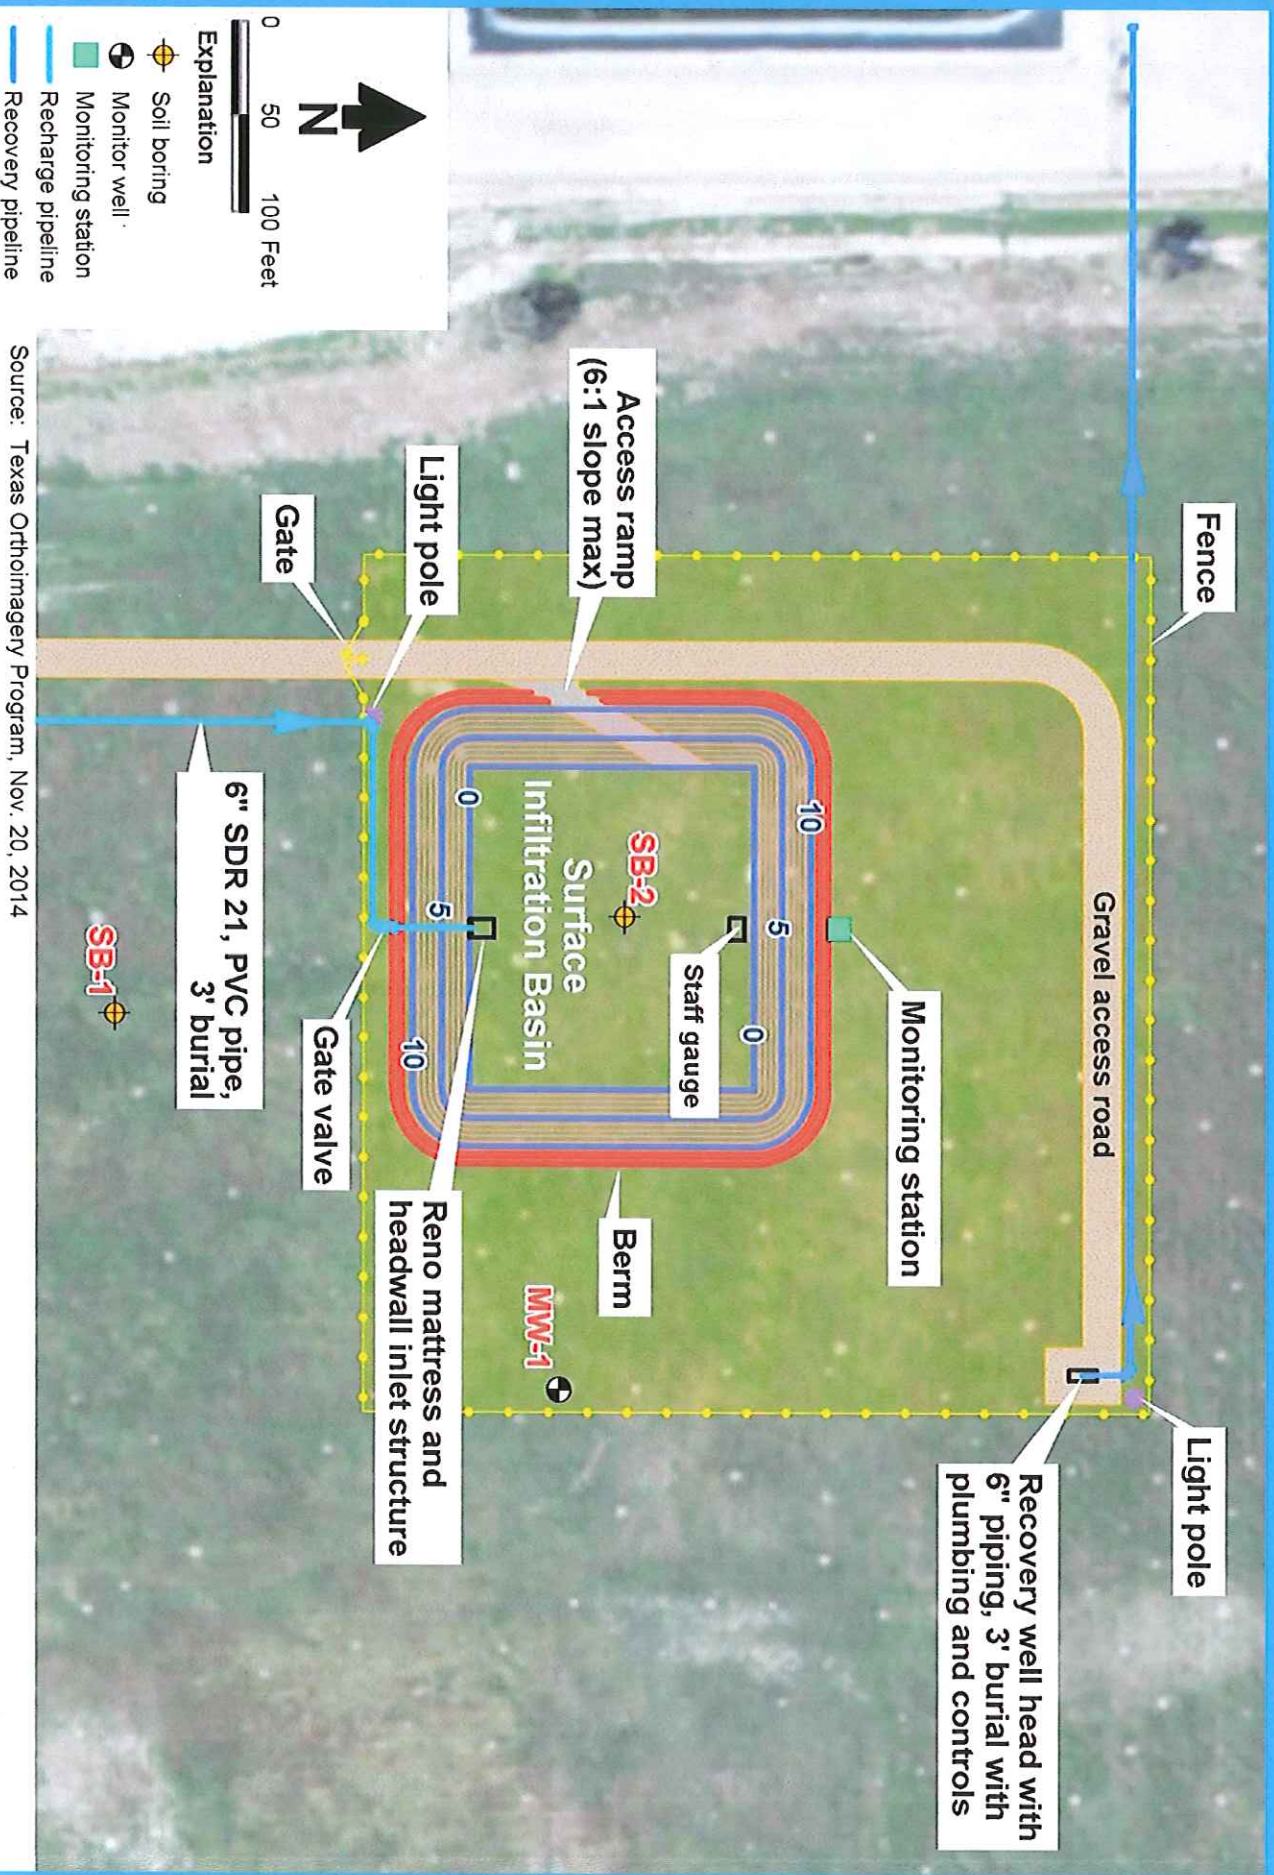 Fence
Light pole
Recovery well head with
6" piping, 3' burial with
plumbing and controls
Gravel access road
Monitoring station
10
5
0
Staff gauge
SB-2
Surface
Infiltration Basin
Access ramp
(6:1 slope max)
Berm
MW-1
0
5
10
Light pole
Gate
Reno mattress and
headwall inlet structure
Gate valve
6" SDR 21, PVC pipe,
3' burial
SB-1
N
0 50 100 Feet
Explanation
Soil boring
Monitor well
Monitoring station
Recharge pipeline
Recovery pipeline
Source: Texas Orthoimagery Program, Nov. 20, 2014